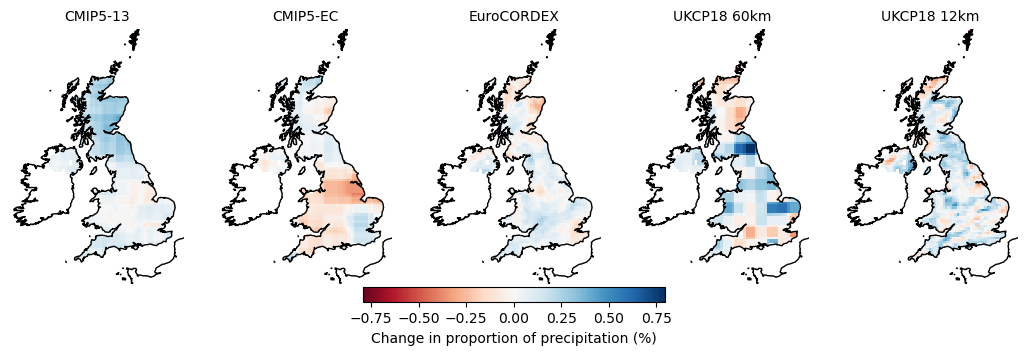 CMIP5-13 CMIP5-EC EuroCORDEX UKCP18 60km UKCP18 12km
−0.75 −0.50 −0.25 0.00 0.25 0.50 0.75
Change in proportion of precipitation (%)